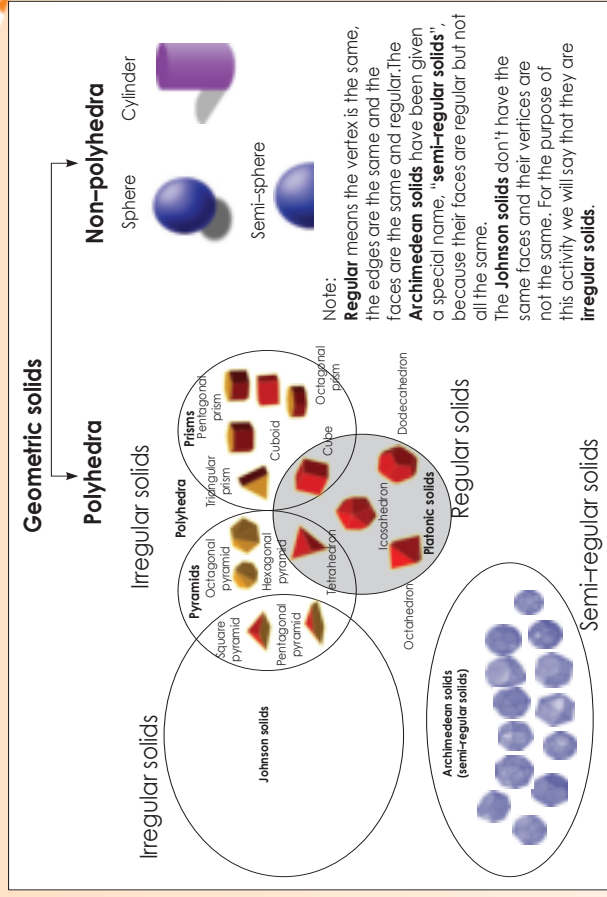 Geometric solids
Polyhedra
Non–polyhedra
Irregular solids
Irregular solids
Johnson solids
Pyramids
Square
pyramid
Pentagonal
pyramid
Octagonal
pyramid
Hexagonal
pyramid
Polyhedra
Prisms
Triangular
prism
Pentagonal
prism
Cuboid
Octagonal
prism
Tetrahedron
Cube
Icosahedron
Octahedron
Dodecahedron
Platonic solids
Regular solids
Archimedean solids
(semi–regular solids)
Semi–regular solids
Sphere
Cylinder
Semi–sphere
Note:
Regular means the vertex is the same,
the edges are the same and the
faces are the same and regular.The
Archimedean solids have been given
a special name, “semi–regular solids”,
because their faces are regular but not
all the same.
The Johnson solids don’t have the
same faces and their vertices are
not the same. For the purpose of
this activity we will say that they are
irregular solids.